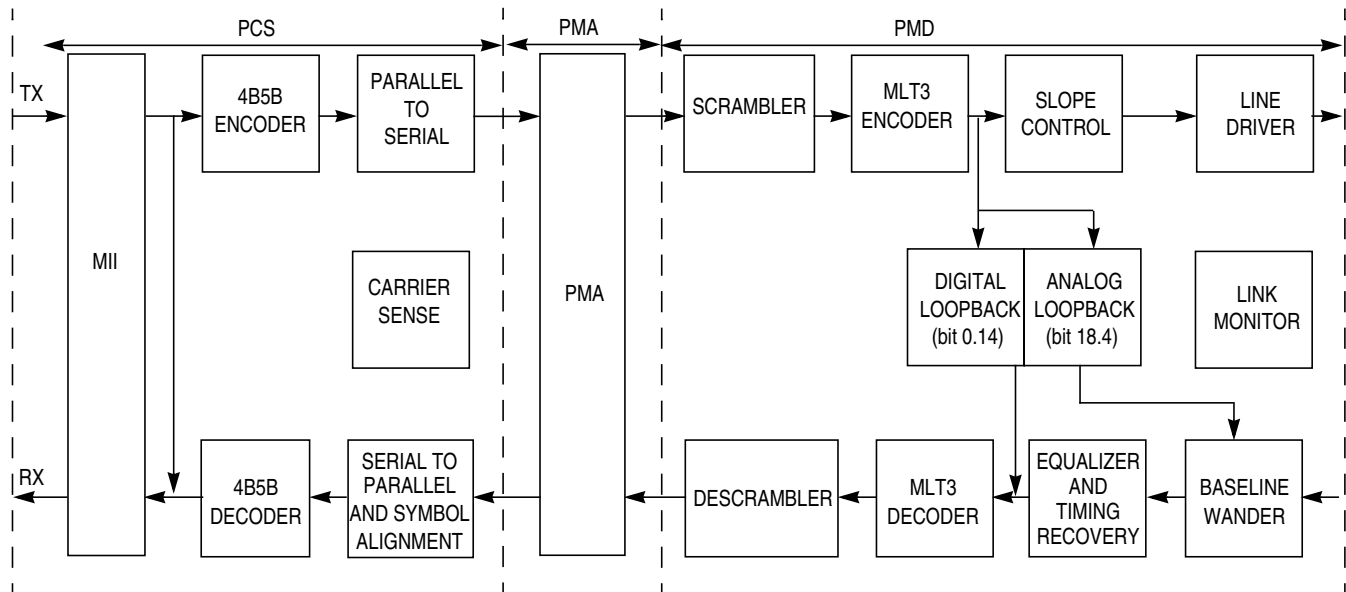 PCS
PMA
PMD
TX
MII
4B5B
ENCODER
PARALLEL
TO
SERIAL
PMA
SCRAMBLER
MLT3
ENCODER
SLOPE
CONTROL
LINE
DRIVER
CARRIER
SENSE
DIGITAL
LOOPBACK
(bit 0.14)
ANALOG
LOOPBACK
(bit 18.4)
LINK
MONITOR
RX
4B5B
DECODER
SERIAL TO
PARALLEL
AND SYMBOL
ALIGNMENT
DESCRAMBLER
MLT3
DECODER
EQUALIZER
AND
TIMING
RECOVERY
BASELINE
WANDER